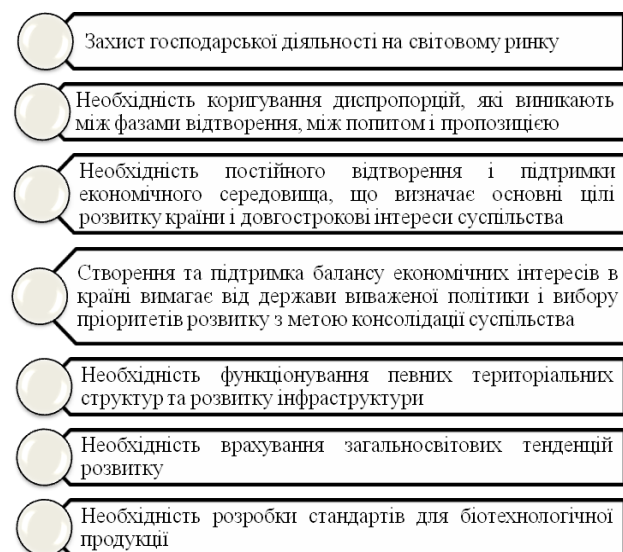 Захист господарської діяльності на світовому ринку
Необхідність коригування диспропорцій, які виникають
між фазами відтворення, між попитом і пропозицією
Необхідність постійного відтворення і підтримки
економічного середовища, що визначає основні цілі
розвитку країни і довгострокові інтереси суспільства
Створення та підтримка балансу економічних інтересів в
країні вимагає від держави виваженої політики і вибору
пріоритетів розвитку з метою консолідації суспільства
Необхідність функціонування певних територіальних
структур та розвитку інфраструктури
Необхідність врахування загальносвітових тенденцій
розвитку
Необхідність розробки стандартів для біотехнологічної
продукції